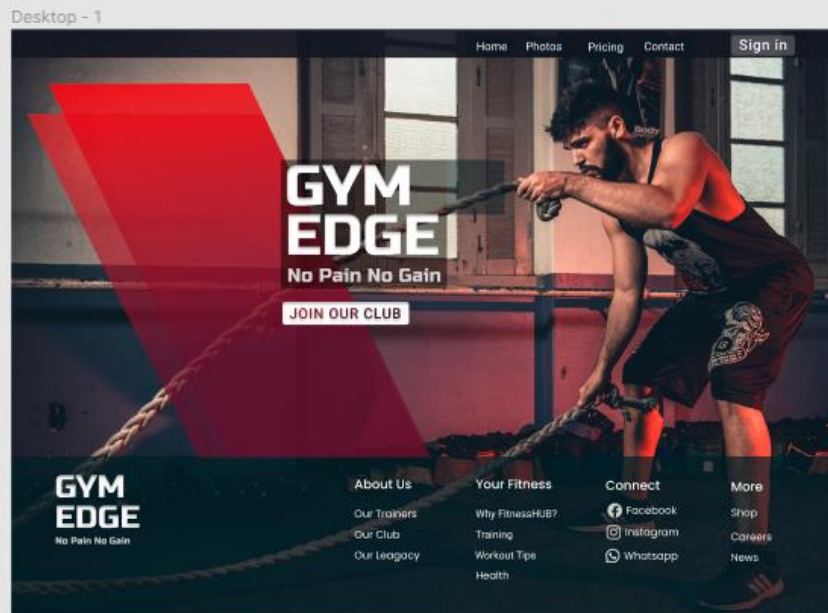 Desktop - 1
Home Photos Pricing Contact Sign in
Body
GYM
EDGE
No Pain No Gain
JOIN OUR CLUB
GYM
EDGE
No Pain No Gain
About Us
Our Trainers
Our Club
Our Leagacy
Your Fitness
Why FitnessHUB?
Training
Workout Tips
Health
Connect
Facebook
Instagram
Whatsapp
More
Shop
Careers
News